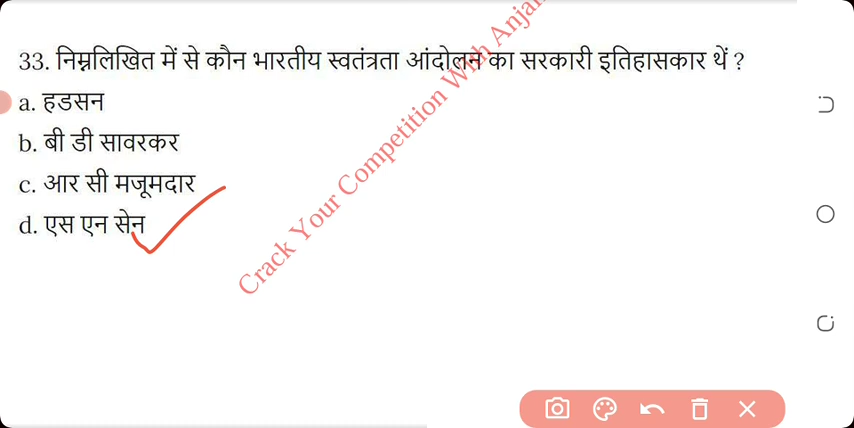 33. निम्नलिखित में से कौन भारतीय स्वतंत्रता आंदोलन का सरकारी इतिहासकार थें ?
a. हडसन
b. बी डी सावरकर
c. आर सी मजूमदार
d. एस एन सेन
Crack Your Competition With Anjan